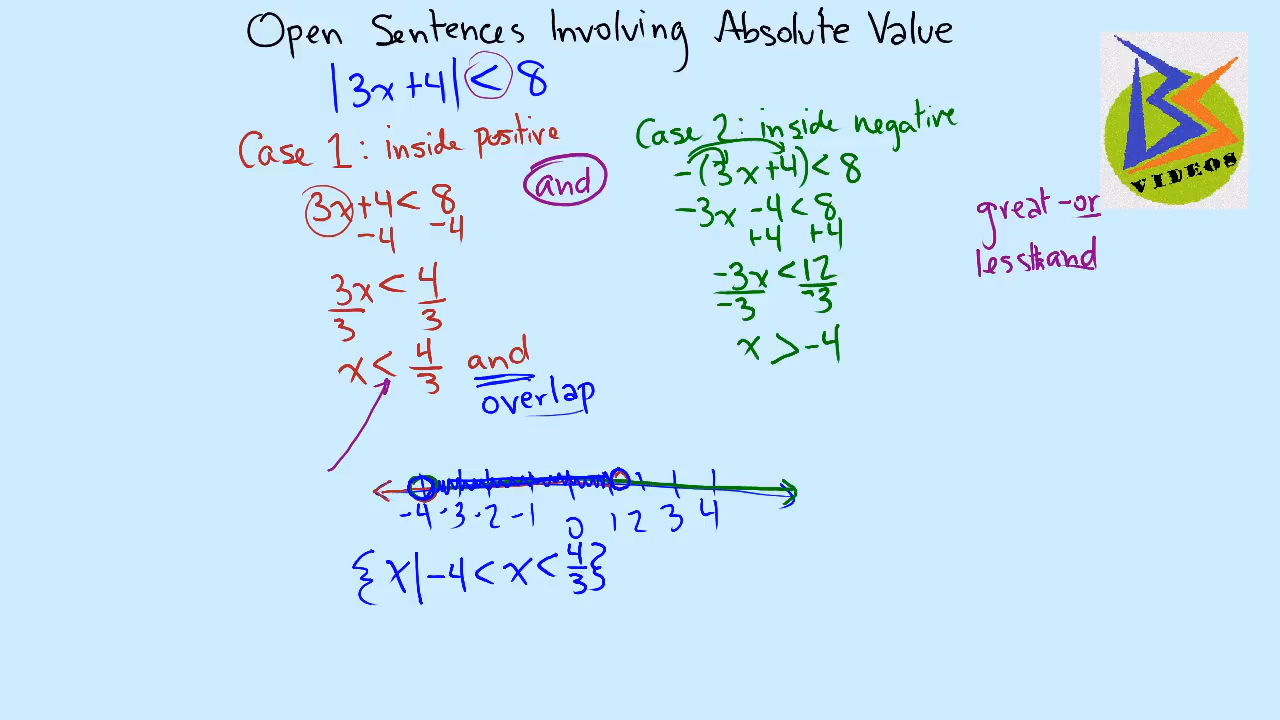 Open Sentences Involving Absolute Value
|3x+4| < 8
Case 1: inside positive
3x+4 < 8
-4 -4
3x < 4
3 3
x < 4/3 and
overlap
and
Case 2: inside negative
-(3x+4) < 8
-3x -4 < 8
+4 +4
-3x < 12
-3 -3
x > -4
great-or
less than and
VIDEOS
-4 -3 -2 -1 0 1 2 3 4
{x|-4 < x < 4/3}